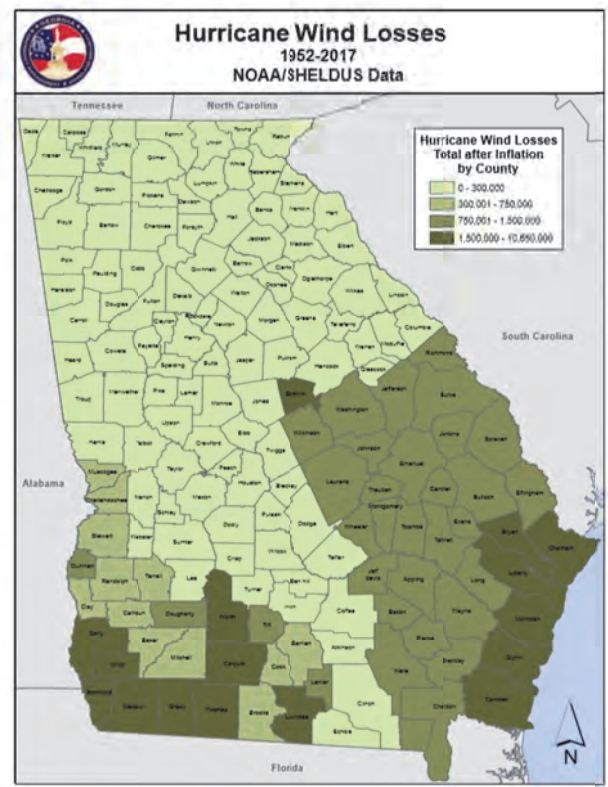 Hurricane Wind Losses
1952-2017
NOAA/SHELDUS Data
Tennessee
North Carolina
Hurricane Wind Losses
Total after Inflation
by County
0 - 300,000
300,001 - 750,000
750,001 - 1,500,000
1,500,000 - 10,650,000
Dade
Catoosa
Whitfield
Murray
Fannin
Union
Towns
Rabun
Walker
Gilmer
White
Habersham
Lumpkin
Stephens
Chattooga
Gordon
Pickens
Dawson
Hall
Banks
Franklin
Hart
Floyd
Bartow
Cherokee
Forsyth
Jackson
Madison
Elbert
Polk
Paulding
Cobb
Gwinnett
Barrow
Clarke
Oconee
Oglethorpe
Wilkes
Lincoln
Haralson
Douglas
Fulton
Dekalb
Walton
Rockdale
Carroll
Clayton
Newton
Morgan
Greene
Taliaferro
Columbia
McDuffie
Warren
South Carolina
Heard
Coweta
Fayette
Henry
Spalding
Butts
Jasper
Putnam
Hancock
Glascock
Richmond
Troup
Meriwether
Pike
Lamar
Monroe
Jones
Baldwin
Washington
Jefferson
Burke
Upson
Bibb
Wilkinson
Jenkins
Screven
Harris
Talbot
Crawford
Twiggs
Johnson
Emanuel
Muscogee
Taylor
Peach
Houston
Bleckley
Laurens
Treutlen
Candler
Bulloch
Effingham
Alabama
Chattahoochee
Marion
Macon
Schley
Pulaski
Dodge
Montgomery
Wheeler
Toombs
Tattnall
Evans
Bryan
Chatham
Stewart
Webster
Sumter
Dooly
Crisp
Wilcox
Telfair
Liberty
Quitman
Randolph
Terrell
Lee
Turner
Ben Hill
Jeff
Davis
Appling
Long
McIntosh
Clay
Calhoun
Dougherty
Worth
Irwin
Coffee
Bacon
Wayne
Early
Baker
Mitchell
Tift
Berrien
Atkinson
Pierce
Glynn
Miller
Colquitt
Cook
Lanier
Ware
Brantley
Seminole
Decatur
Grady
Thomas
Brooks
Lowndes
Clinch
Echols
Charlton
Camden
Florida
N